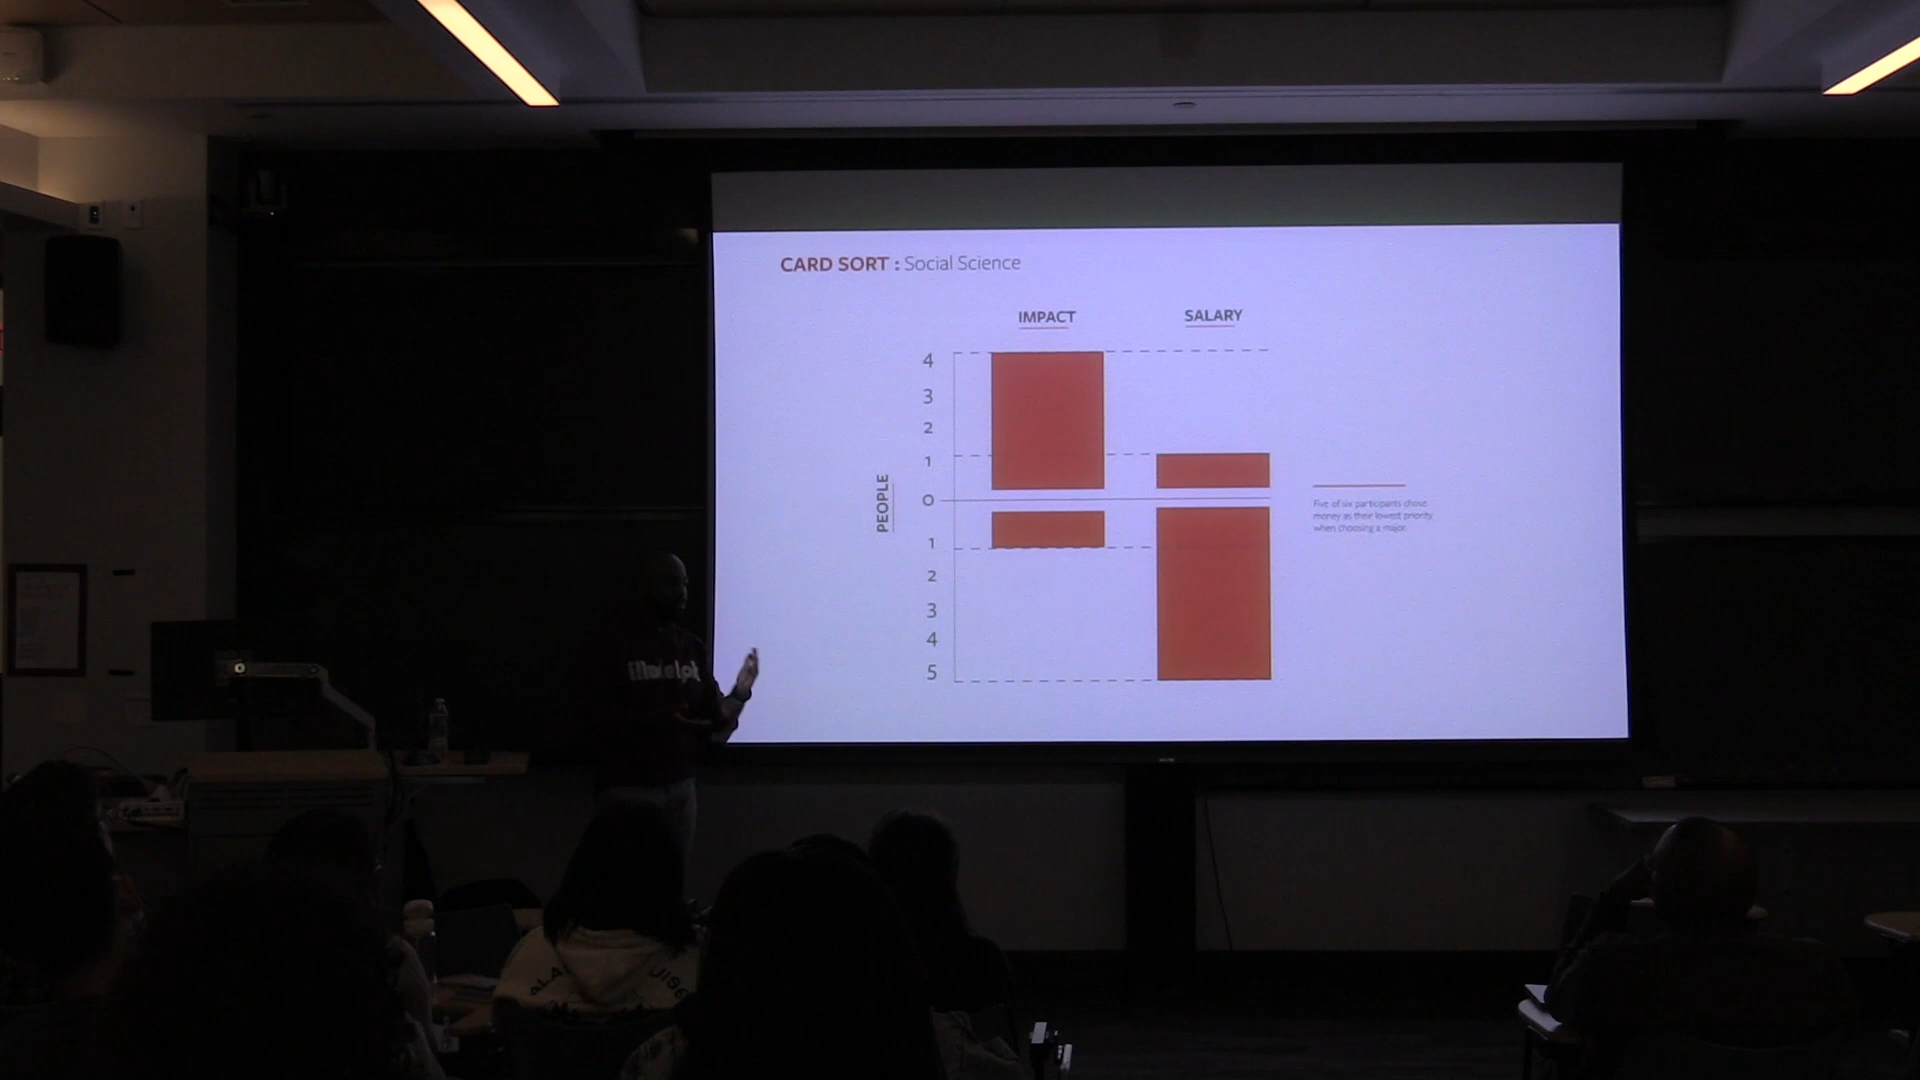 CARD SORT : Social Science
IMPACT
SALARY
4
3
2
1
0
1
2
3
4
5
PEOPLE
Five of six participants chose
money as their lowest priority
when choosing a major.